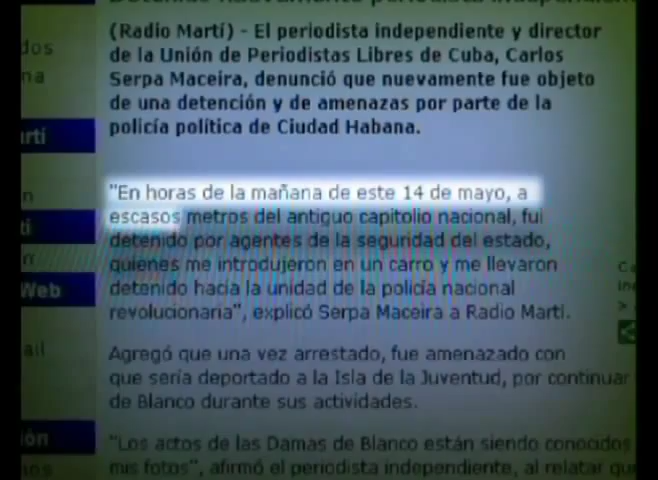 (Radio Martí) - El periodista independiente y director
de la Unión de Periodistas Libres de Cuba, Carlos
Serpa Maceira, denunció que nuevamente fue objeto
de una detención y de amenazas por parte de la
policía política de Ciudad Habana.
"En horas de la mañana de este 14 de mayo, a
escasos metros del antiguo capitolio nacional, fui
detenido por agentes de la seguridad del estado,
quienes me introdujeron en un carro y me llevaron
detenido hacia la unidad de la policia nacional
revolucionaria", explicó Serpa Maceira a Radio Martí.
Agregó que una vez arrestado, fue amenazado con
que sería deportado a la Isla de la Juventud, por continuar
de Blanco durante sus actividades.
"Los actos de las Damas de Blanco están siendo conocidos
mis fotos", afirmó el periodista independiente, al relatar que
Web